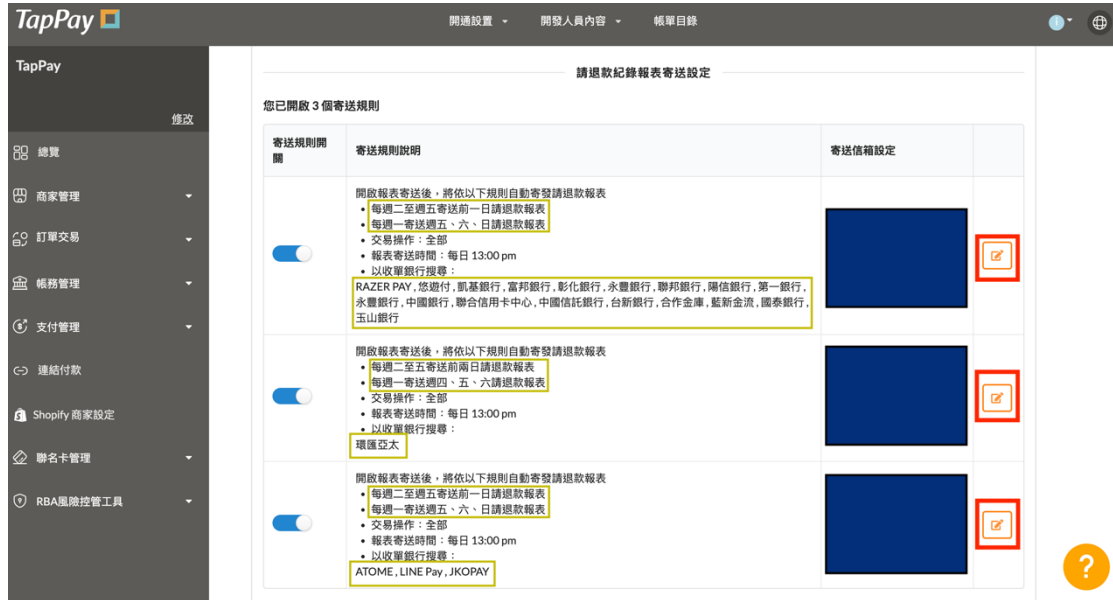 TapPay
開通設置
開發人員內容
帳單目錄
TapPay
修改
總覽
商家管理
訂單交易
帳務管理
支付管理
連結付款
Shopify 商家設定
聯名卡管理
RBA風險控管工具
請退款紀錄報表寄送設定
您已開啟 3 個寄送規則
寄送規則開
關
寄送規則說明
寄送信箱設定
開啟報表寄送後，將依以下規則自動寄發請退款報表
• 每週二至週五寄送前一日請退款報表
• 每週一寄送週五、六、日請退款報表
• 交易操作：全部
• 報表寄送時間：每日 13:00 pm
• 以收單銀行搜尋：
RAZER PAY , 悠遊付 , 凱基銀行 , 富邦銀行 , 彰化銀行 , 永豐銀行 , 聯邦銀行 , 陽信銀行 , 第一銀行 ,
永豐銀行 , 中國銀行 , 聯合信用卡中心 , 中國信託銀行 , 台新銀行 , 合作金庫 , 藍新金流 , 國泰銀行 ,
玉山銀行
開啟報表寄送後，將依以下規則自動寄發請退款報表
• 每週二至五寄送前兩日請退款報表
• 每週一寄送週四、五、六請退款報表
• 交易操作：全部
• 報表寄送時間：每日 13:00 pm
• 以收單銀行搜尋：
環匯亞太
開啟報表寄送後，將依以下規則自動寄發請退款報表
• 每週二至週五寄送前一日請退款報表
• 每週一寄送週五、六、日請退款報表
• 交易操作：全部
• 報表寄送時間：每日 13:00 pm
• 以收單銀行搜尋：
ATOME , LINE Pay , JKOPAY
?